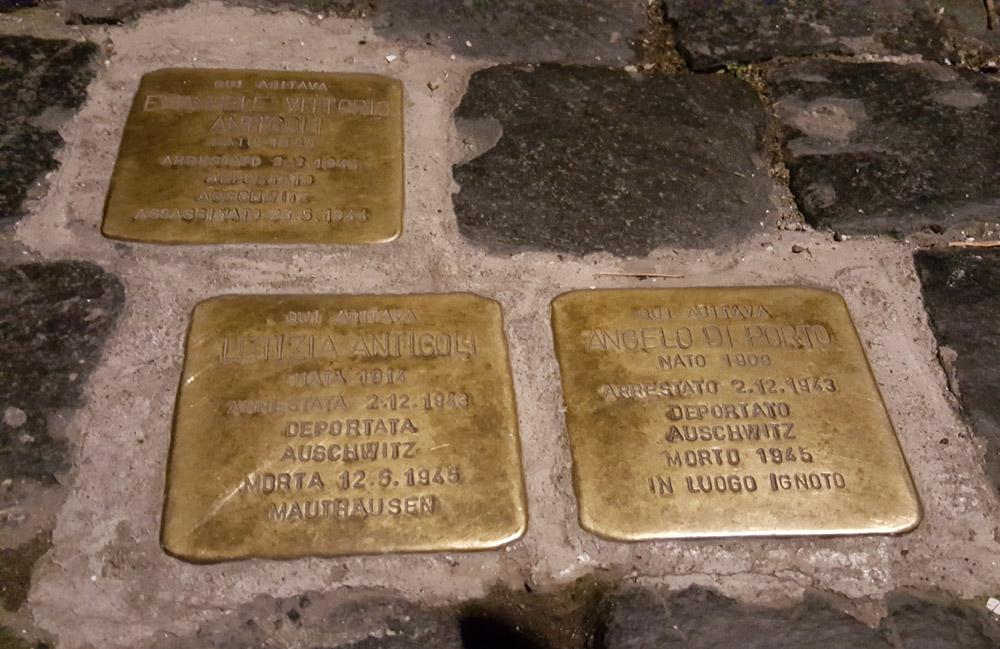 QUI ABITAVA
EMANUELE VITTORIO
ANTICOLI
NATO
ARRESTATO
DEPORTATO
AUSCHWITZ
ASSASSINATO 23.5.1944
QUI ABITAVA
LETIZIA ANTICOLI
NATA 1914
ARRESTATA 2.12.1943
DEPORTATA
AUSCHWITZ
MORTA 12.5.1945
MAUTHAUSEN
QUI ABITAVA
ANGELO DI PORTO
NATO 1909
ARRESTATO 2.12.1943
DEPORTATO
AUSCHWITZ
MORTO 1945
IN LUOGO IGNOTO